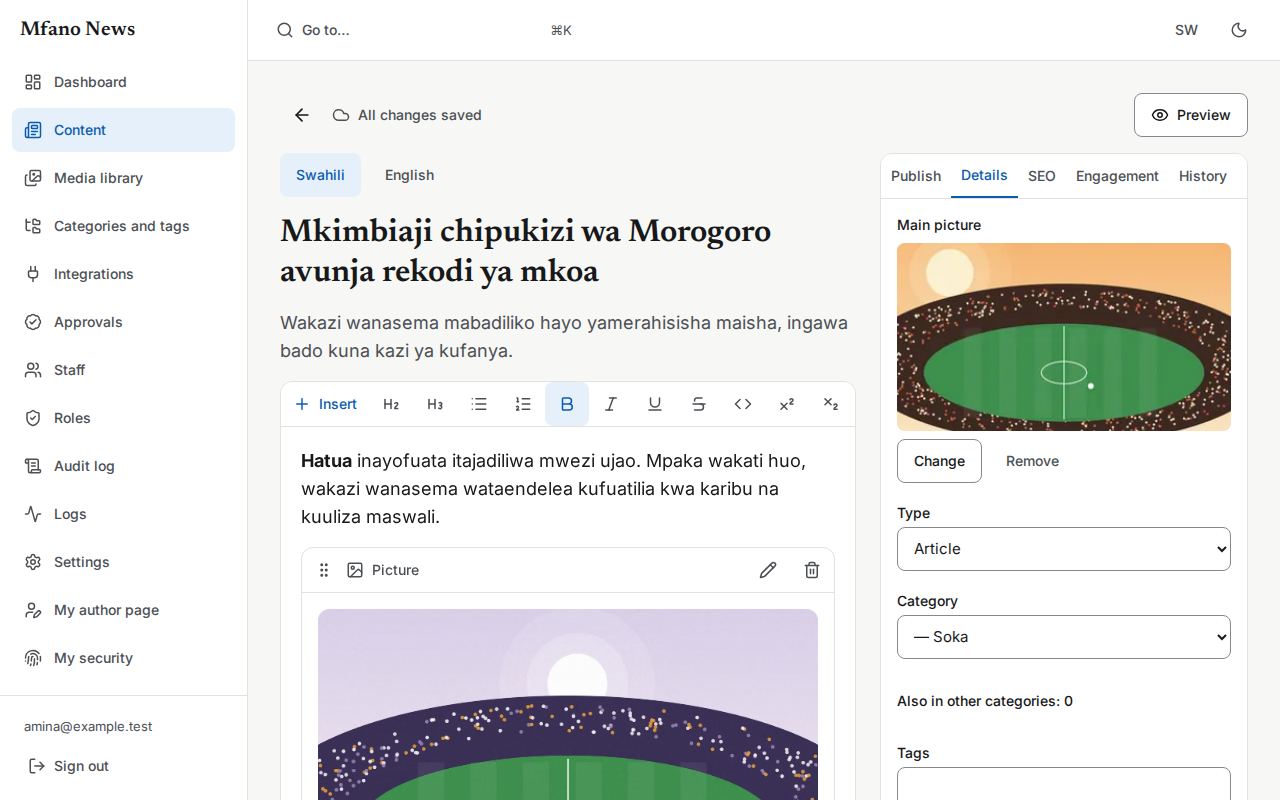 Mfano News
Go to...
⌘K
SW
Dashboard
Content
Media library
Categories and tags
Integrations
Approvals
Staff
Roles
Audit log
Logs
Settings
My author page
My security
amina@example.test
Sign out
All changes saved
Preview
Swahili
English
Mkimbiaji chipukizi wa Morogoro
avunja rekodi ya mkoa
Wakazi wanasema mabadiliko hayo yamerahisisha maisha, ingawa
bado kuna kazi ya kufanya.
Insert
H2
H3
B
I
U
S
x²
x₂
Hatua inayofuata itajadiliwa mwezi ujao. Mpaka wakati huo,
wakazi wanasema wataendelea kufuatilia kwa karibu na
kuuliza maswali.
Picture
Publish
Details
SEO
Engagement
History
Main picture
Change
Remove
Type
Article
Category
— Soka
Also in other categories: 0
Tags